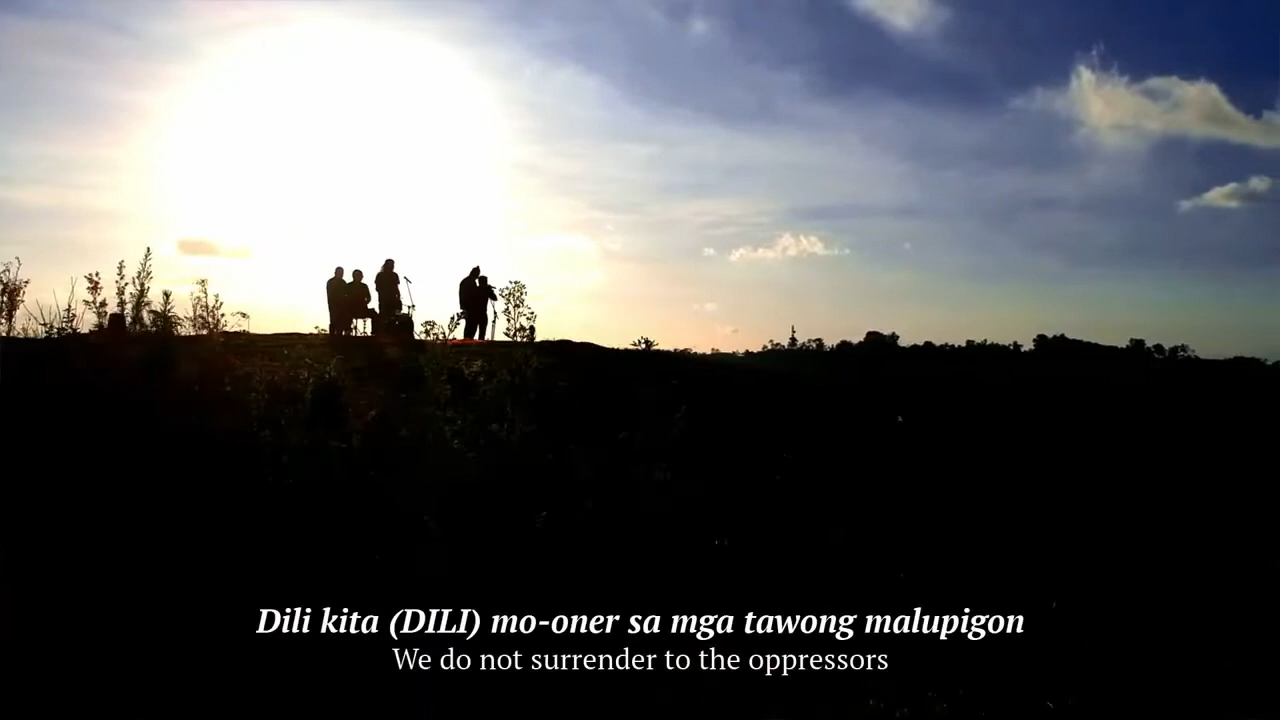 Dili kita (DILI) mo-oner sa mga tawong malupigon
We do not surrender to the oppressors